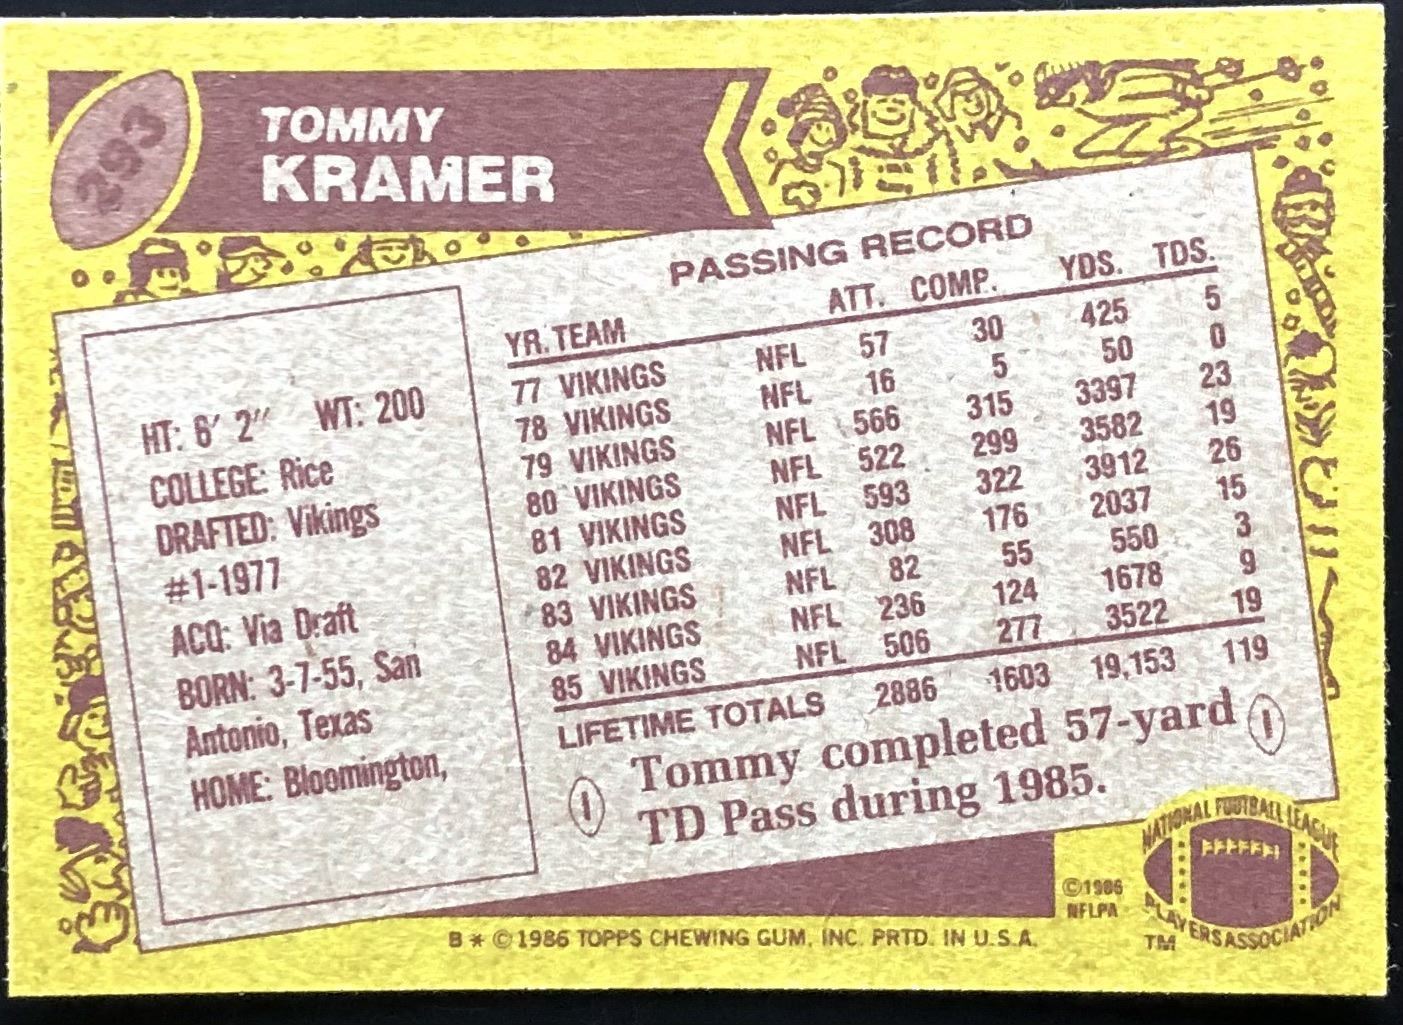 293
TOMMY
KRAMER
HT: 6' 2" WT: 200
COLLEGE: Rice
DRAFTED: Vikings
#1-1977
ACQ: Via Draft
BORN: 3-7-55, San
Antonio, Texas
HOME: Bloomington,
PASSING RECORD
YR. TEAM ATT. COMP. YDS. TDS.
77 VIKINGS NFL 57 30 425 5
78 VIKINGS NFL 16 5 50 0
79 VIKINGS NFL 566 315 3397 23
80 VIKINGS NFL 522 299 3582 19
81 VIKINGS NFL 593 322 3912 26
82 VIKINGS NFL 308 176 2037 15
83 VIKINGS NFL 82 55 550 3
84 VIKINGS NFL 236 124 1678 9
85 VIKINGS NFL 506 277 3522 19
LIFETIME TOTALS 2886 1603 19,153 119
Tommy completed 57-yard
TD Pass during 1985.
NATIONAL FOOTBALL LEAGUE
PLAYERS ASSOCIATION
TM
©1986
NFLPA
B * © 1986 TOPPS CHEWING GUM, INC. PRTD. IN U.S.A.